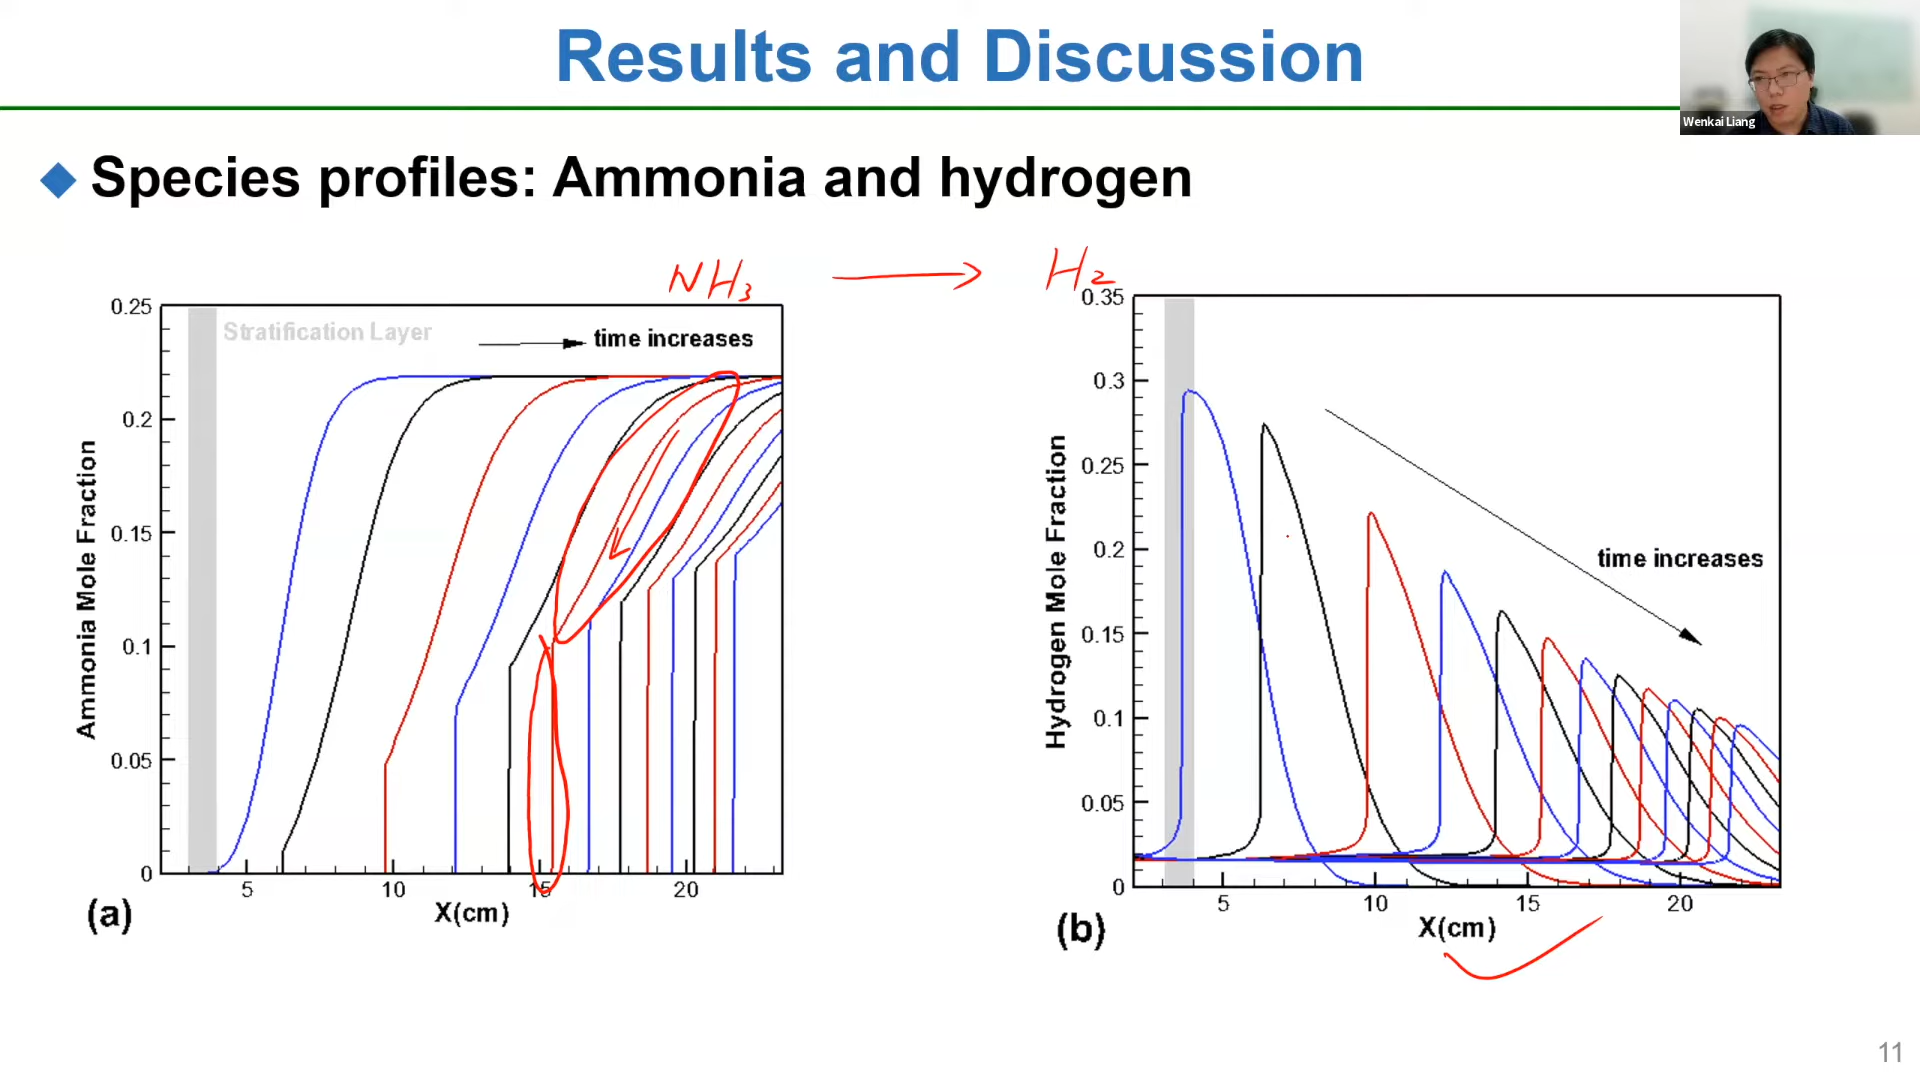 Results and Discussion
Wenkai Liang
Species profiles: Ammonia and hydrogen
NH3 → H2
0.25
0.2
0.15
0.1
0.05
0
Ammonia Mole Fraction
Stratification Layer
time increases
5
10
15
20
X(cm)
(a)
0.35
0.3
0.25
0.2
0.15
0.1
0.05
0
Hydrogen Mole Fraction
time increases
5
10
15
20
X(cm)
(b)
11